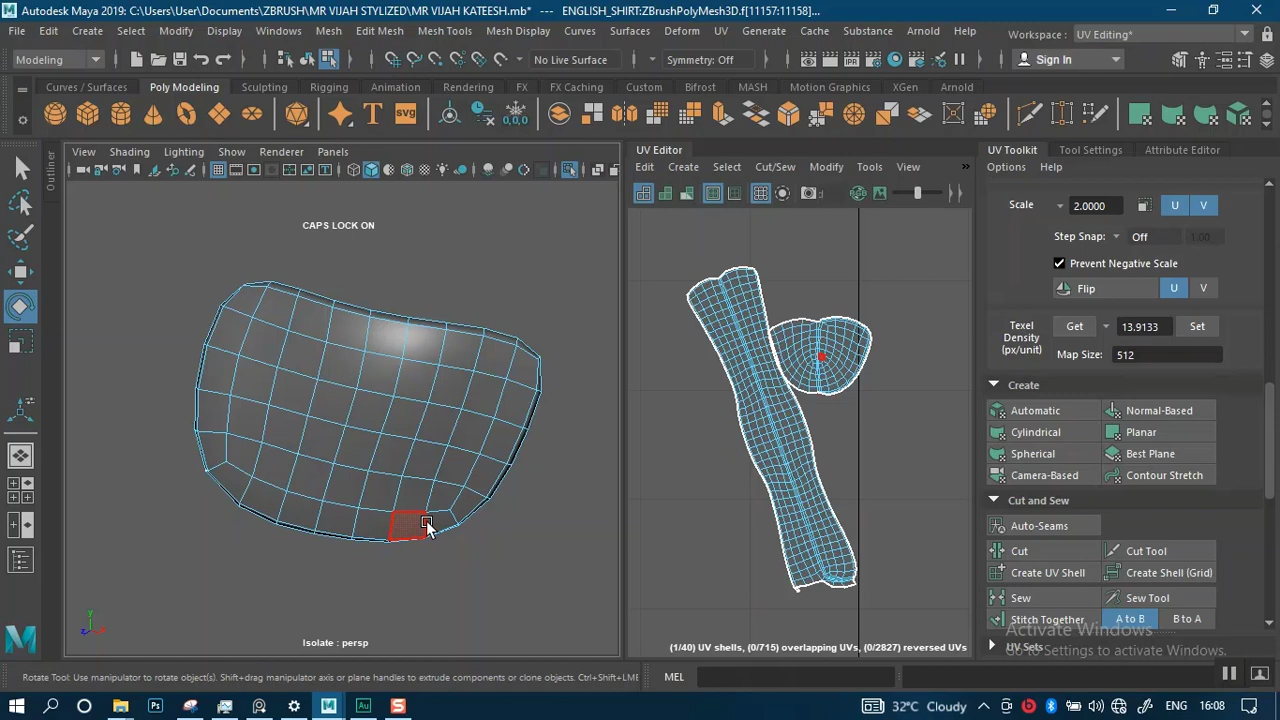 Autodesk Maya 2019: C:\Users\User\Documents\ZBRUSH\MR VIJAH STYLIZED\MR VIJAH KATEESH.mb* --- ENGLISH_SHIRT:ZBrushPolyMesh3D.f[11157:11158]...
File Edit Create Select Modify Display Windows Mesh Edit Mesh Mesh Tools Mesh Display Curves Surfaces Deform UV Generate Cache Substance Arnold Help Workspace : UV Editing*
Modeling No Live Surface Symmetry: Off Sign In
Curves / Surfaces Poly Modeling Sculpting Rigging Animation Rendering FX FX Caching Custom Bifrost MASH Motion Graphics XGen Arnold
T SVG 0,0,0
Outliner
View Shading Lighting Show Renderer Panels
CAPS LOCK ON
Isolate : persp
UV Editor
Edit Create Select Cut/Sew Modify Tools View »
(1/40) UV shells, (0/715) overlapping UVs, (0/2827) reversed UVs
UV Toolkit Tool Settings Attribute Editor
Options Help
Scale 2.0000 U V
Step Snap: Off 1.00
Prevent Negative Scale
Flip U V
Texel Density (px/unit) Get 13.9133 Set
Map Size: 512
Create
Automatic Normal-Based
Cylindrical Planar
Spherical Best Plane
Camera-Based Contour Stretch
Cut and Sew
Auto-Seams
Cut Cut Tool
Create UV Shell Create Shell (Grid)
Sew Sew Tool
Stitch Together A to B B to A
UV Sets
Activate Windows
Go to Settings to activate Windows.
Rotate Tool: Use manipulator to rotate object(s). Shift+drag manipulator axis or plane handles to extrude components or clone objects. Ctrl+Shift+LMB MEL
32°C Cloudy ENG 16:08